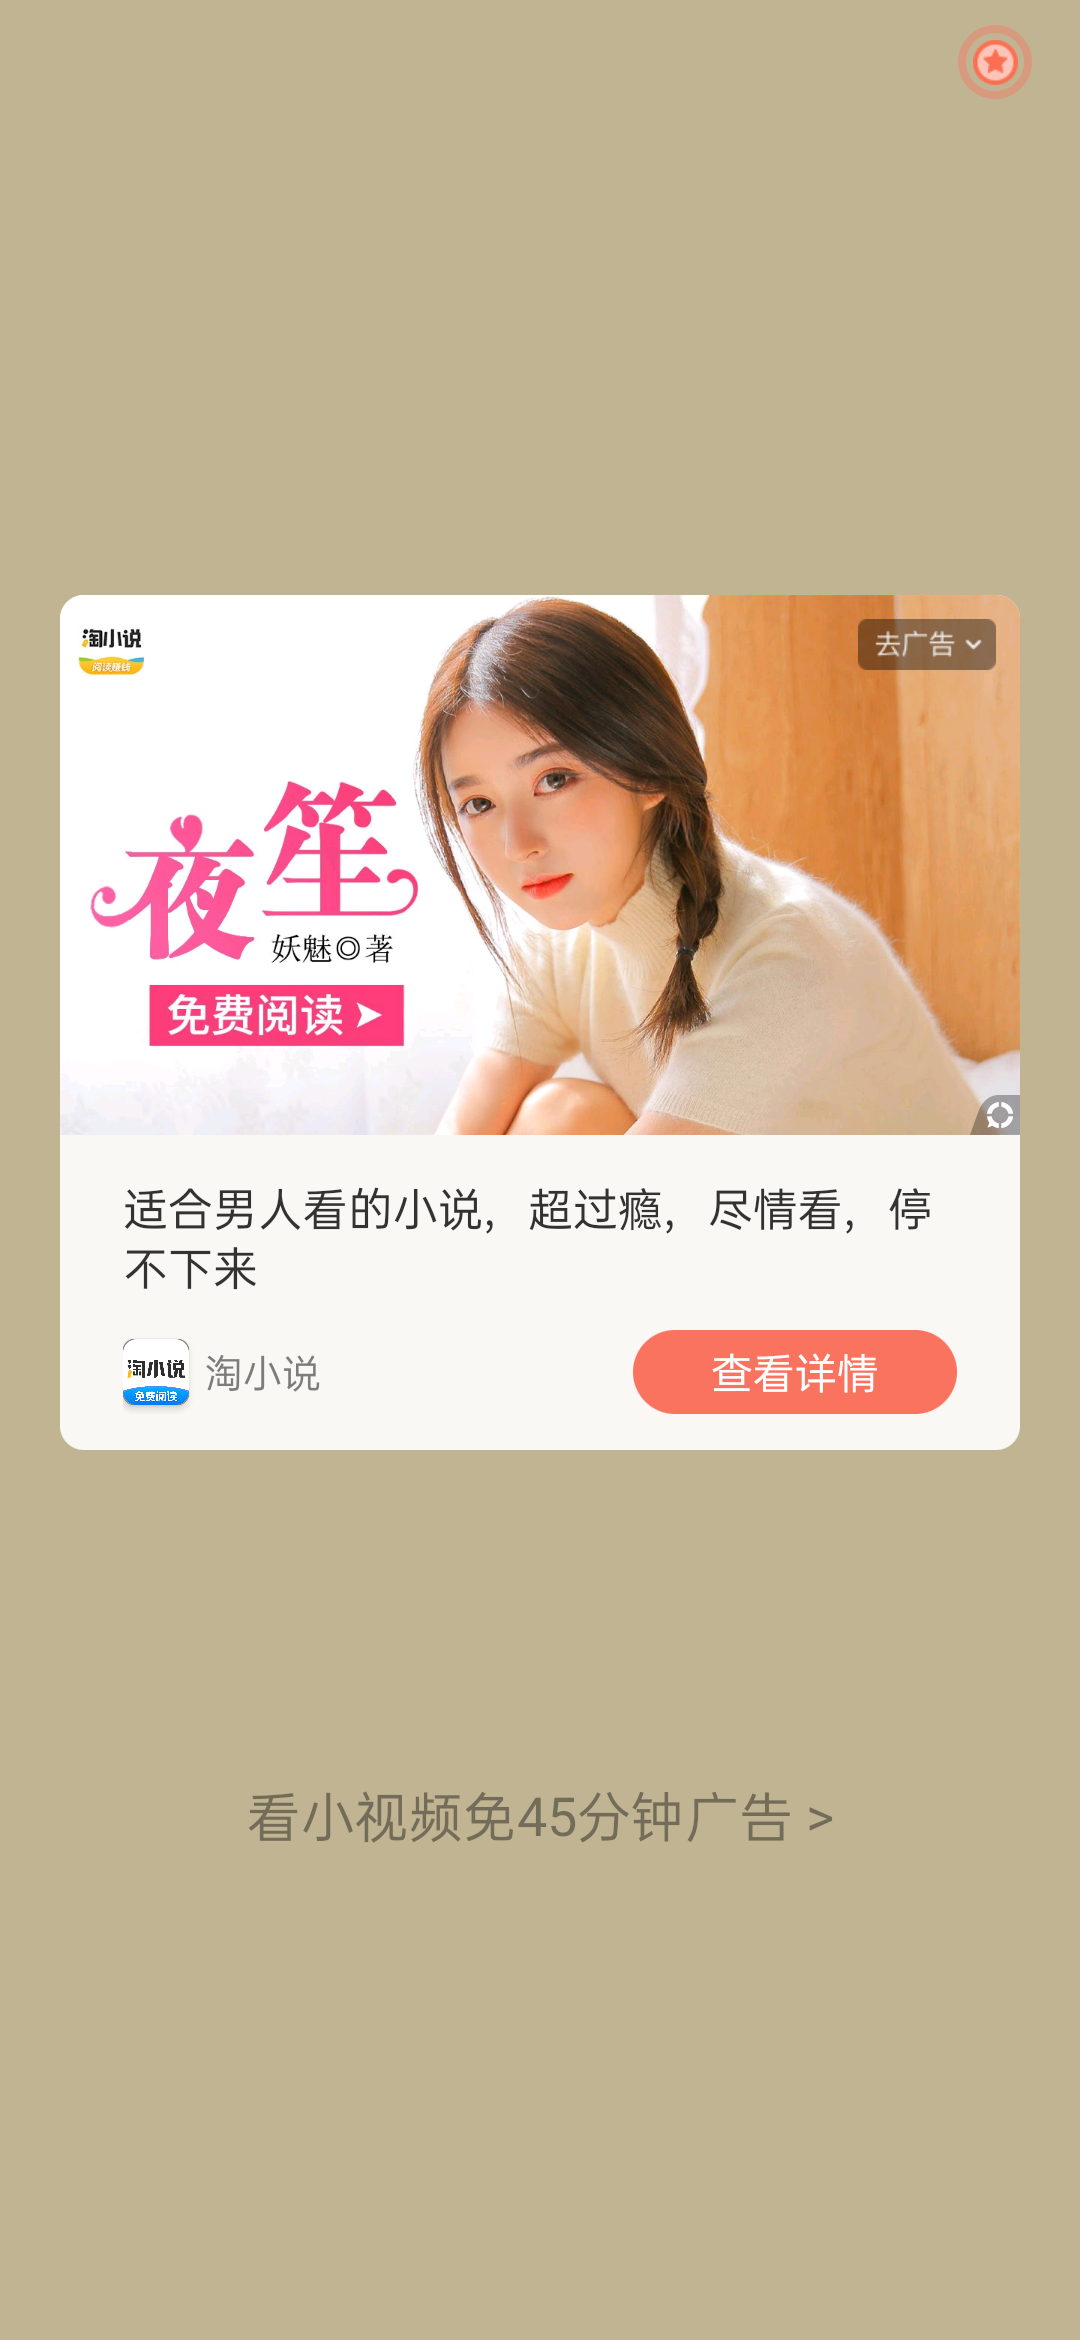 淘小说
阅读赚钱
去广告
夜笙
妖魅◎著
免费阅读
适合男人看的小说，超过瘾，尽情看，停
不下来
淘小说
免费阅读
淘小说
查看详情
看小视频免45分钟广告 >